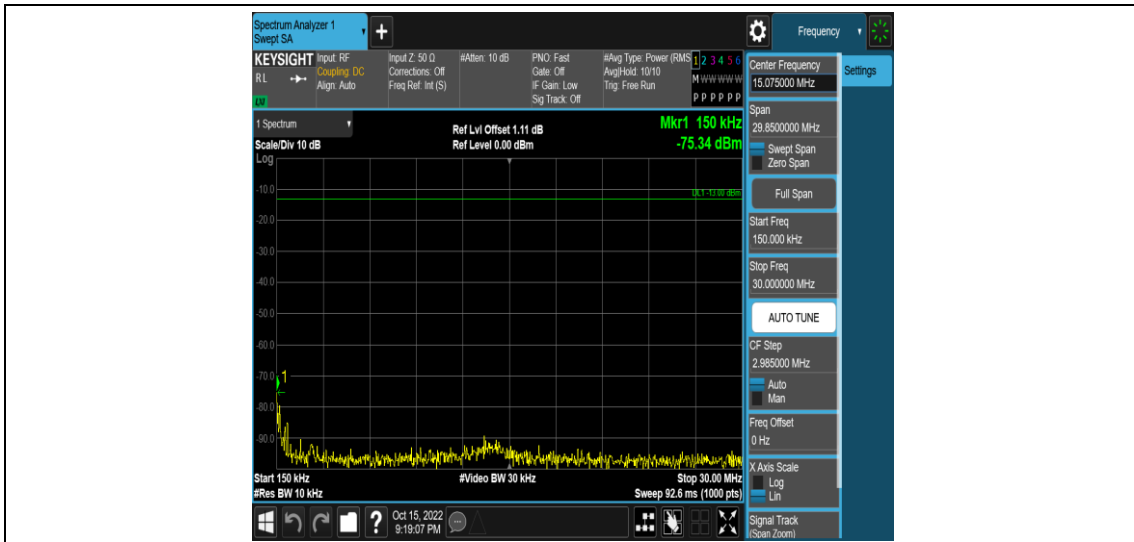 Spectrum Analyzer 1
Swept SA
+
Frequency
KEYSIGHT
RL
LXI
Input: RF
Coupling: DC
Align: Auto
Input Z: 50 Ω
Corrections: Off
Freq Ref: Int (S)
#Atten: 10 dB
PNO: Fast
Gate: Off
IF Gain: Low
Sig Track: Off
#Avg Type: Power (RMS
Avg|Hold: 10/10
Trig: Free Run
1 2 3 4 5 6
M W W W W W
P P P P P P
Center Frequency
15.075000 MHz
Settings
1 Spectrum
Scale/Div 10 dB
Log
Ref Lvl Offset 1.11 dB
Ref Level 0.00 dBm
Mkr1 150 kHz
-75.34 dBm
Span
29.8500000 MHz
Swept Span
Zero Span
Full Span
Start Freq
150.000 kHz
Stop Freq
30.000000 MHz
AUTO TUNE
CF Step
2.985000 MHz
Auto
Man
Freq Offset
0 Hz
X Axis Scale
Log
Lin
Signal Track
(Span Zoom)
DL1 -13.00 dBm
-10.0
-20.0
-30.0
-40.0
-50.0
-60.0
-70.0
1
-80.0
-90.0
Start 150 kHz
#Video BW 30 kHz
Stop 30.00 MHz
#Res BW 10 kHz
Sweep 92.6 ms (1000 pts)
?
Oct 15, 2022
9:19:07 PM